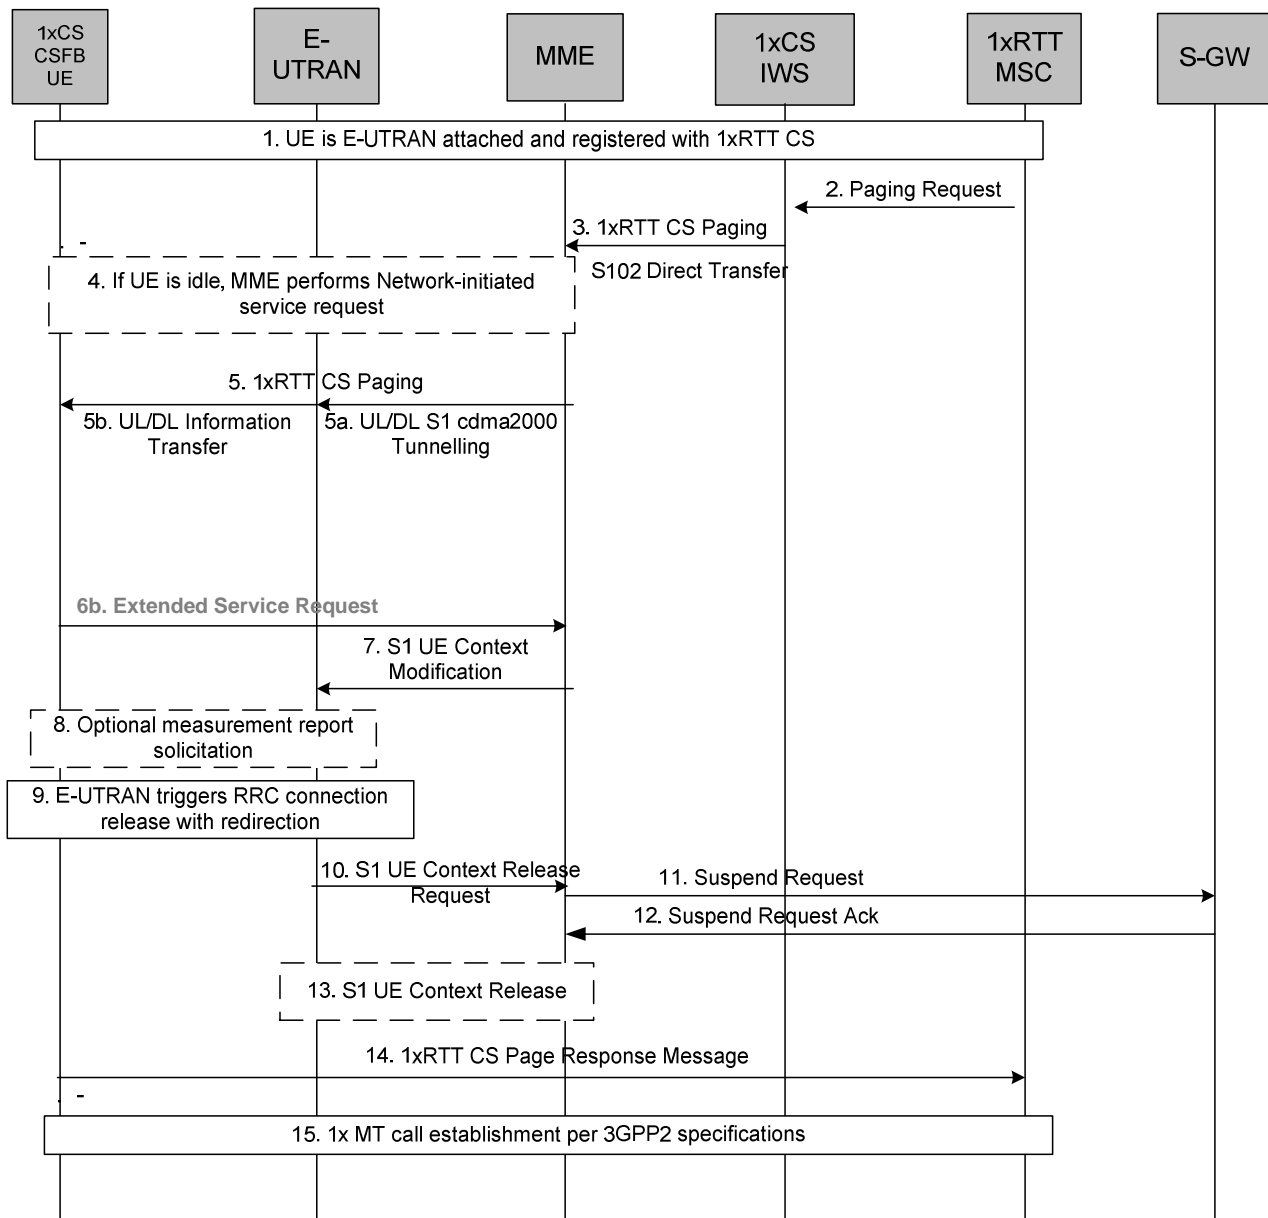 1xCS
CSFB
UE
E-
UTRAN
MME
1xCS
IWS
1xRTT
MSC
S-GW
1. UE is E-UTRAN attached and registered with 1xRTT CS
2. Paging Request
3. 1xRTT CS Paging
S102 Direct Transfer
. -
4. If UE is idle, MME performs Network-initiated
service request
5. 1xRTT CS Paging
5b. UL/DL Information
Transfer
5a. UL/DL S1 cdma2000
Tunnelling
6b. Extended Service Request
7. S1 UE Context
Modification
8. Optional measurement report
solicitation
9. E-UTRAN triggers RRC connection
release with redirection
10. S1 UE Context Release
Request
11. Suspend Request
12. Suspend Request Ack
13. S1 UE Context Release
14. 1xRTT CS Page Response Message
. -
15. 1x MT call establishment per 3GPP2 specifications